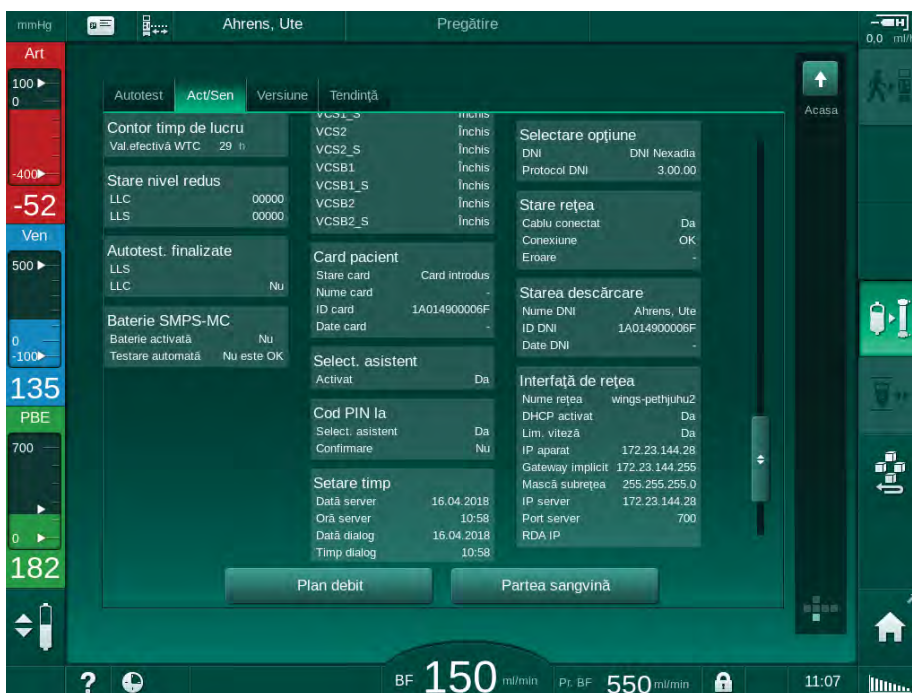 mmHg
Ahrens, Ute
Pregătire
0,0 ml/h
Art
100
0
-400
-52
Ven
500
0
-100
135
PBE
700
0
182
Autotest
Act/Sen
Versiune
Tendință
Acasa
Contor timp de lucru
Val.efectivă WTC 29 h
Stare nivel redus
LLC 00000
LLS 00000
Autotest. finalizate
LLS
LLC Nu
Baterie SMPS-MC
Baterie activată Nu
Testare automată Nu este OK
VCS1_S Închis
VCS2 Închis
VCS2_S Închis
VCSB1 Închis
VCSB1_S Închis
VCSB2 Închis
VCSB2_S Închis
Card pacient
Stare card Card introdus
Nume card -
ID card 1A014900006F
Date card -
Select. asistent
Activat Da
Cod PIN la
Select. asistent Da
Confirmare Nu
Setare timp
Dată server 16.04.2018
Oră server 10:58
Dată dialog 16.04.2018
Timp dialog 10:58
Selectare opțiune
DNI DNI Nexadia
Protocol DNI 3.00.00
Stare rețea
Cablu conectat Da
Conexiune OK
Eroare -
Starea descărcare
Nume DNI Ahrens, Ute
ID DNI 1A014900006F
Date DNI -
Interfață de rețea
Nume rețea wings-pethjuhu2
DHCP activat Da
Lim. viteză Da
IP aparat 172.23.144.28
Gateway implicit 172.23.144.255
Mască subrețea 255.255.255.0
IP server 172.23.144.28
Port server 700
RDA IP
Plan debit
Partea sangvină
?
BF 150 ml/min
Pr. BF 550 ml/min
11:07